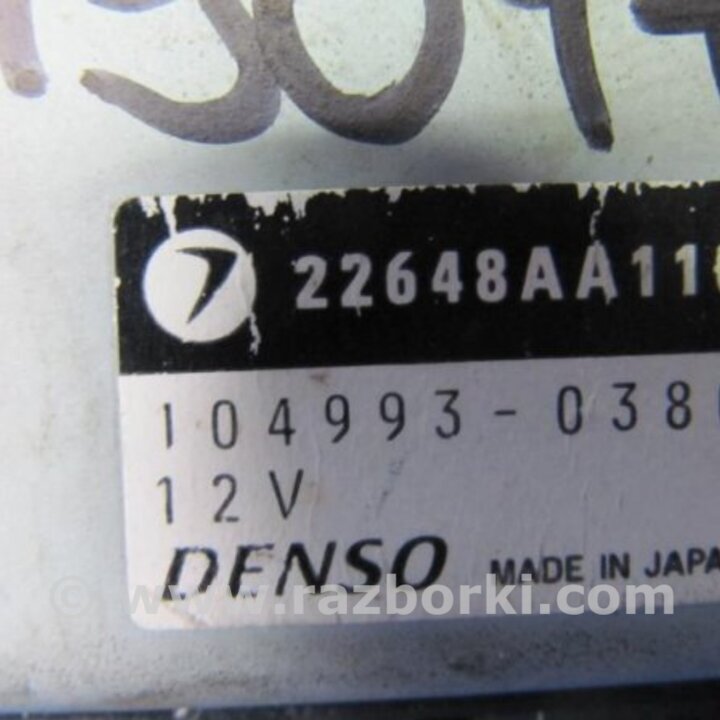 22648AA11
104993-038
12V
DENSO MADE IN JAPA
© www.razborki.com